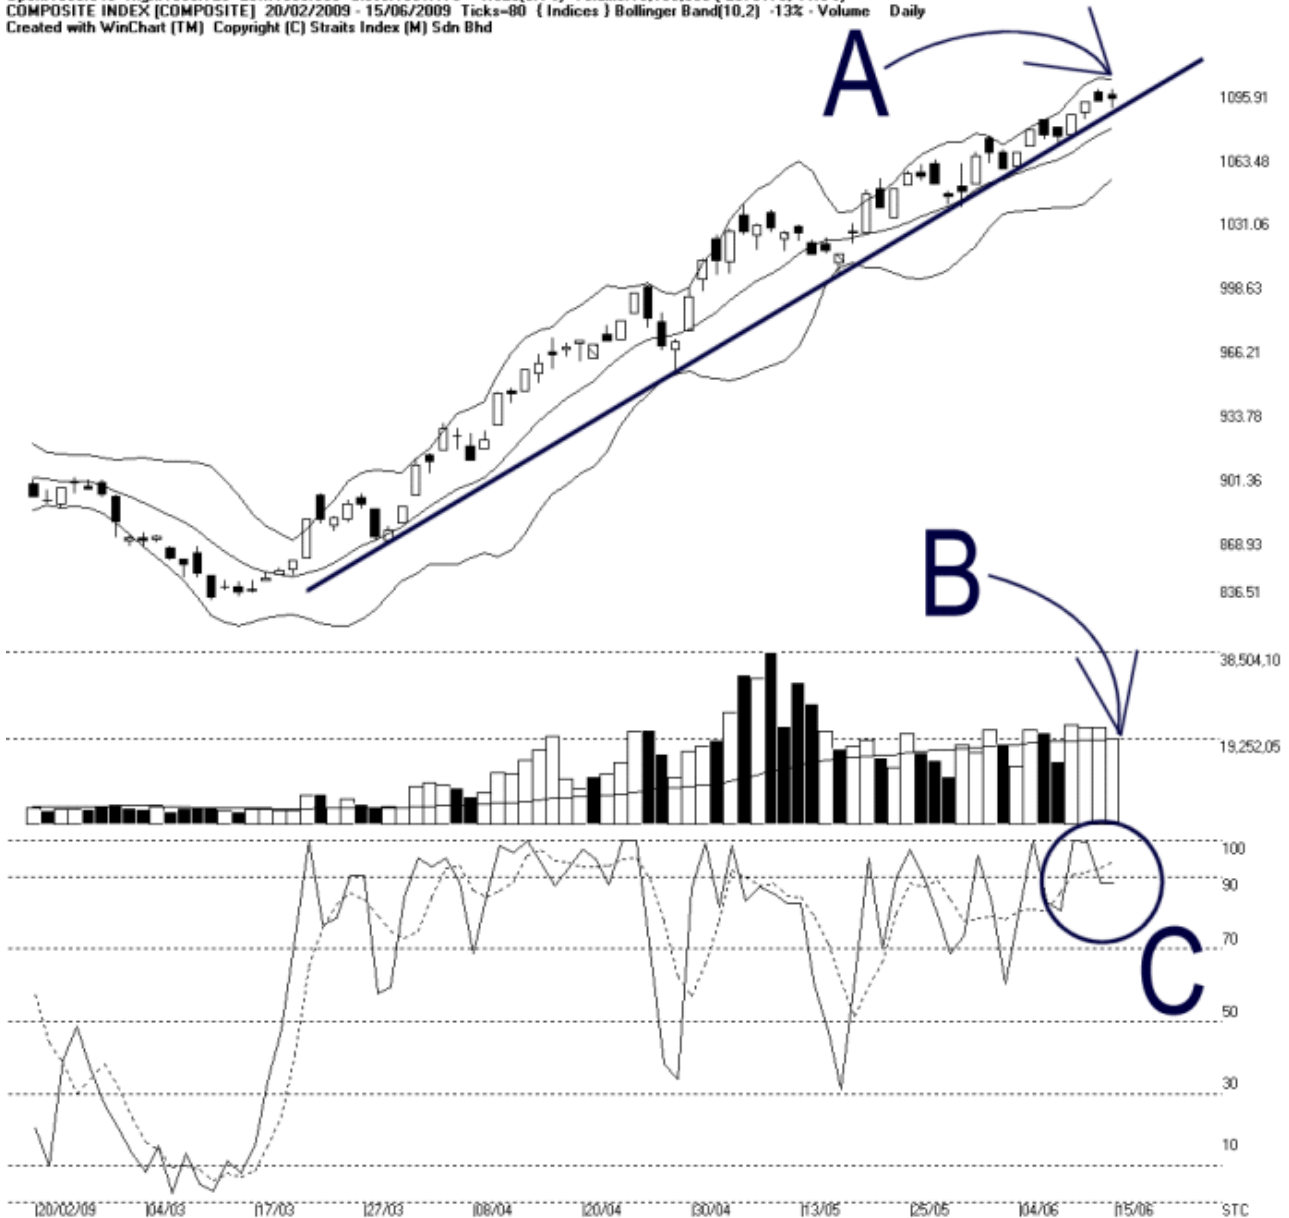 COMPOSITE INDEX [COMPOSITE] 20/02/2009 - 15/06/2009 Ticks=80 { Indices } Bollinger Band(10,2) -13% - Volume Daily
Created with WinChart (TM) Copyright (C) Straits Index (M) Sdn Bhd
A
1095.91
1063.48
1031.06
998.63
966.21
933.78
901.36
868.93
836.51
B
38,504,10
19,252,05
100
90
70
50
30
10
C
20/02/09 04/03 17/03 27/03 08/04 20/04 30/04 13/05 25/05 04/06 15/06 STC